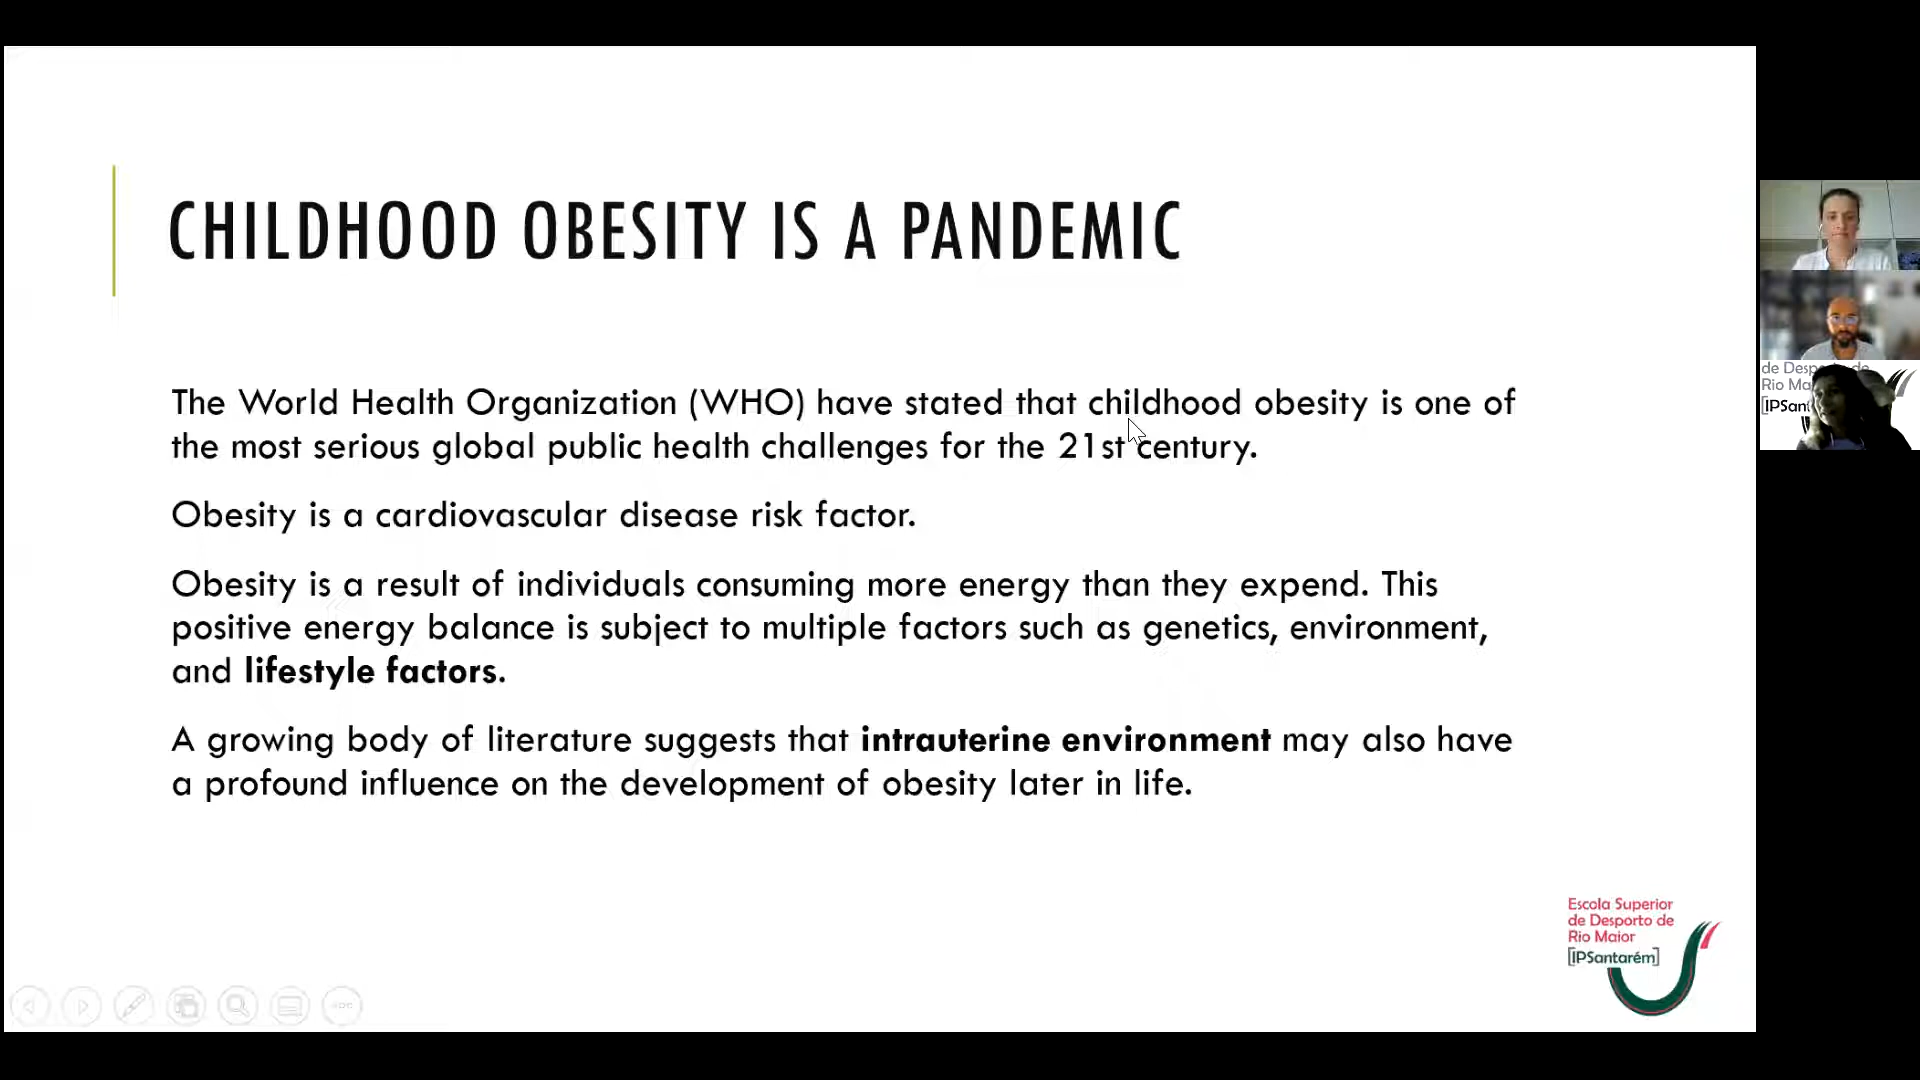 CHILDHOOD OBESITY IS A PANDEMIC
The World Health Organization (WHO) have stated that childhood obesity is one of
the most serious global public health challenges for the 21st century.
Obesity is a cardiovascular disease risk factor.
Obesity is a result of individuals consuming more energy than they expend. This
positive energy balance is subject to multiple factors such as genetics, environment,
and lifestyle factors.
A growing body of literature suggests that intrauterine environment may also have
a profound influence on the development of obesity later in life.
Escola Superior
de Desporto de
Rio Maior
[IPSantarém]